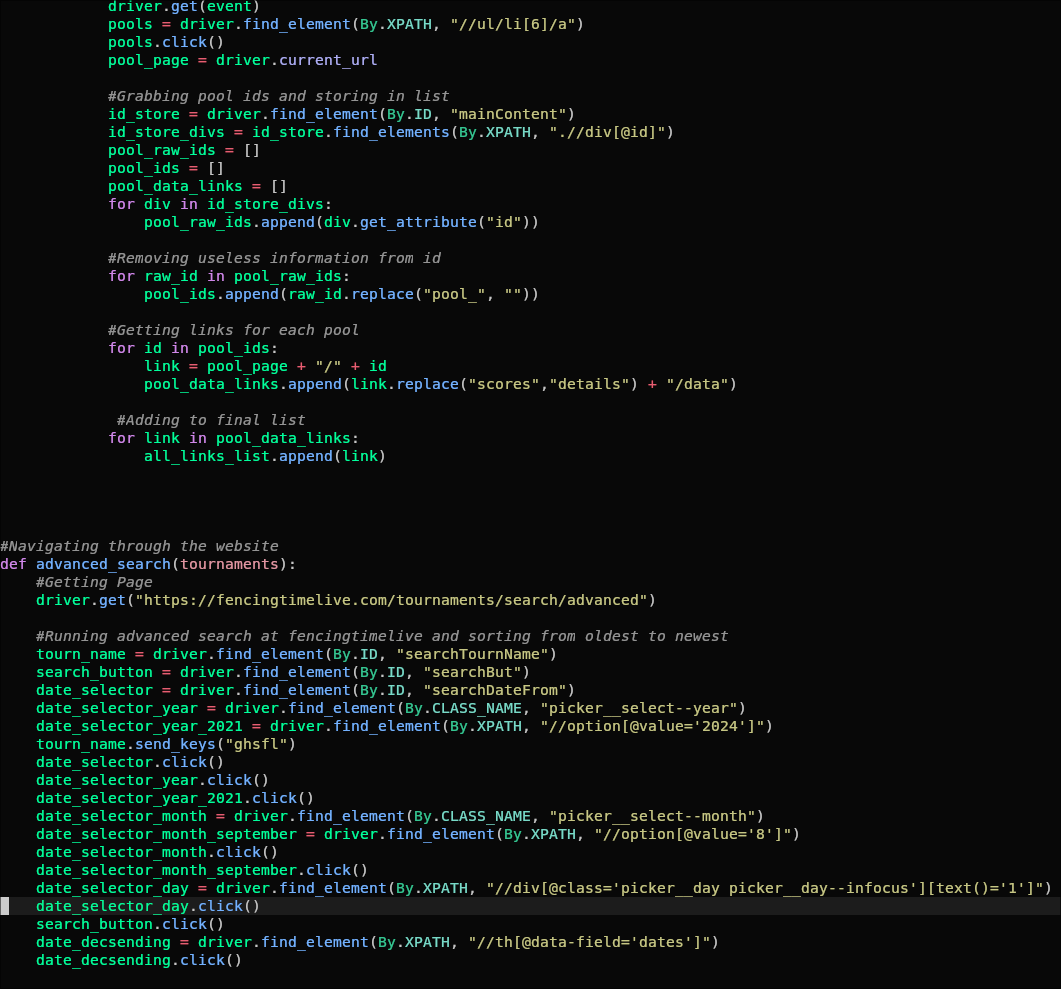 driver.get(event)
pools = driver.find_element(By.XPATH, "//ul/li[6]/a")
pools.click()
pool_page = driver.current_url
#Grabbing pool ids and storing in list
id_store = driver.find_element(By.ID, "mainContent")
id_store_divs = id_store.find_elements(By.XPATH, ".//div[@id]")
pool_raw_ids = []
pool_ids = []
pool_data_links = []
for div in id_store_divs:
pool_raw_ids.append(div.get_attribute("id"))
#Removing useless information from id
for raw_id in pool_raw_ids:
pool_ids.append(raw_id.replace("pool_", ""))
#Getting links for each pool
for id in pool_ids:
link = pool_page + "/" + id
pool_data_links.append(link.replace("scores","details") + "/data")
#Adding to final list
for link in pool_data_links:
all_links_list.append(link)
#Navigating through the website
def advanced_search(tournaments):
#Getting Page
driver.get("https://fencingtimelive.com/tournaments/search/advanced")
#Running advanced search at fencingtimelive and sorting from oldest to newest
tourn_name = driver.find_element(By.ID, "searchTournName")
search_button = driver.find_element(By.ID, "searchBut")
date_selector = driver.find_element(By.ID, "searchDateFrom")
date_selector_year = driver.find_element(By.CLASS_NAME, "picker__select--year")
date_selector_year_2021 = driver.find_element(By.XPATH, "//option[@value='2024']")
tourn_name.send_keys("ghsfl")
date_selector.click()
date_selector_year.click()
date_selector_year_2021.click()
date_selector_month = driver.find_element(By.CLASS_NAME, "picker__select--month")
date_selector_month_september = driver.find_element(By.XPATH, "//option[@value='8']")
date_selector_month.click()
date_selector_month_september.click()
date_selector_day = driver.find_element(By.XPATH, "//div[@class='picker__day picker__day--infocus'][text()='1']")
date_selector_day.click()
search_button.click()
date_decsending = driver.find_element(By.XPATH, "//th[@data-field='dates']")
date_decsending.click()